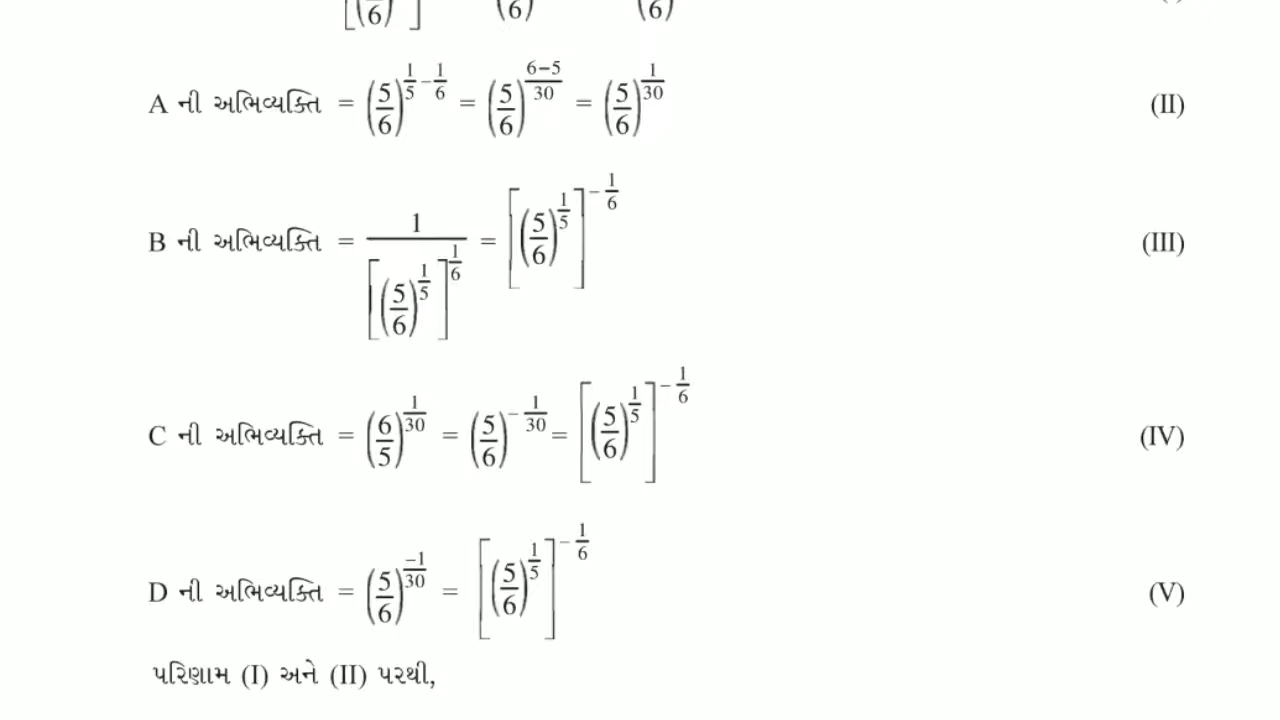 [(6)] (6) (6)
A ની અભિવ્યક્તિ = (5/6)^(1/5 − 1/6) = (5/6)^((6−5)/30) = (5/6)^(1/30) (II)
B ની અભિવ્યક્તિ = 1/[(5/6)^(1/5)]^(1/6) = [(5/6)^(1/5)]^(−1/6) (III)
C ની અભિવ્યક્તિ = (6/5)^(1/30) = (5/6)^(−1/30) = [(5/6)^(1/5)]^(−1/6) (IV)
D ની અભિવ્યક્તિ = (5/6)^(−1/30) = [(5/6)^(1/5)]^(−1/6) (V)
પરિણામ (I) અને (II) પરથી,